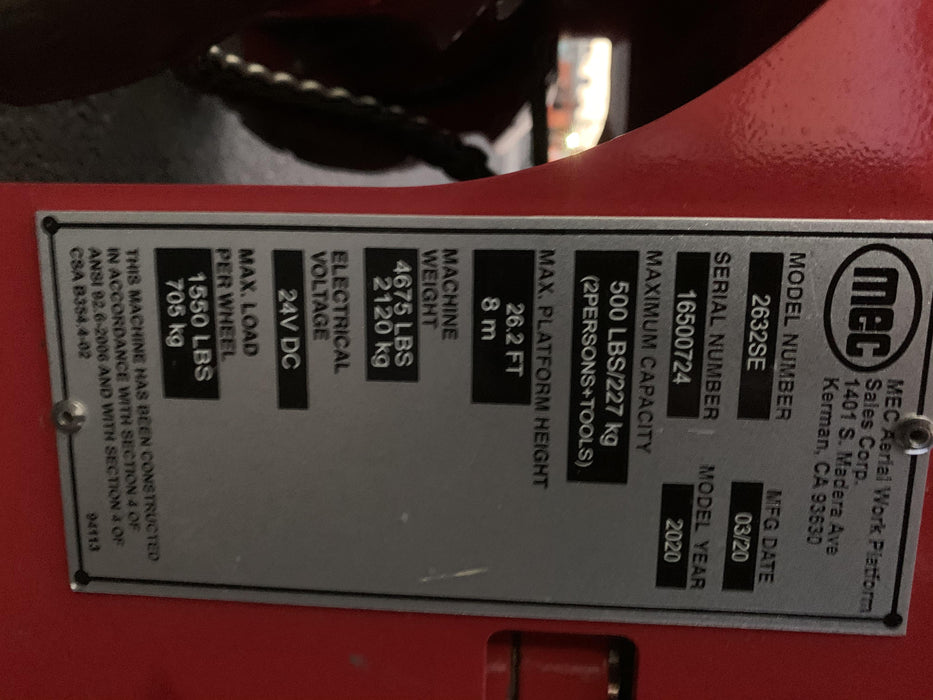 mec
MEC Aerial Work Platform
Sales Corp.
1401 S. Madera Ave
Kerman, CA 93630
MODEL NUMBER
2632SE
MFG DATE
03/20
SERIAL NUMBER
16500724
MODEL YEAR
2020
MAXIMUM CAPACITY
500 LBS/227 kg
(2PERSONS+TOOLS)
MAX. PLATFORM HEIGHT
26.2 FT
8 m
MACHINE
WEIGHT
4675 LBS
2120 kg
ELECTRICAL
VOLTAGE
24V DC
MAX. LOAD
PER WHEEL
1550 LBS
705 kg
THIS MACHINE HAS BEEN CONSTRUCTED
IN ACCORDANCE WITH SECTION 4 OF
ANSI 92.6-2006 AND WITH SECTION 4 OF
CSA B354.4-02
94113